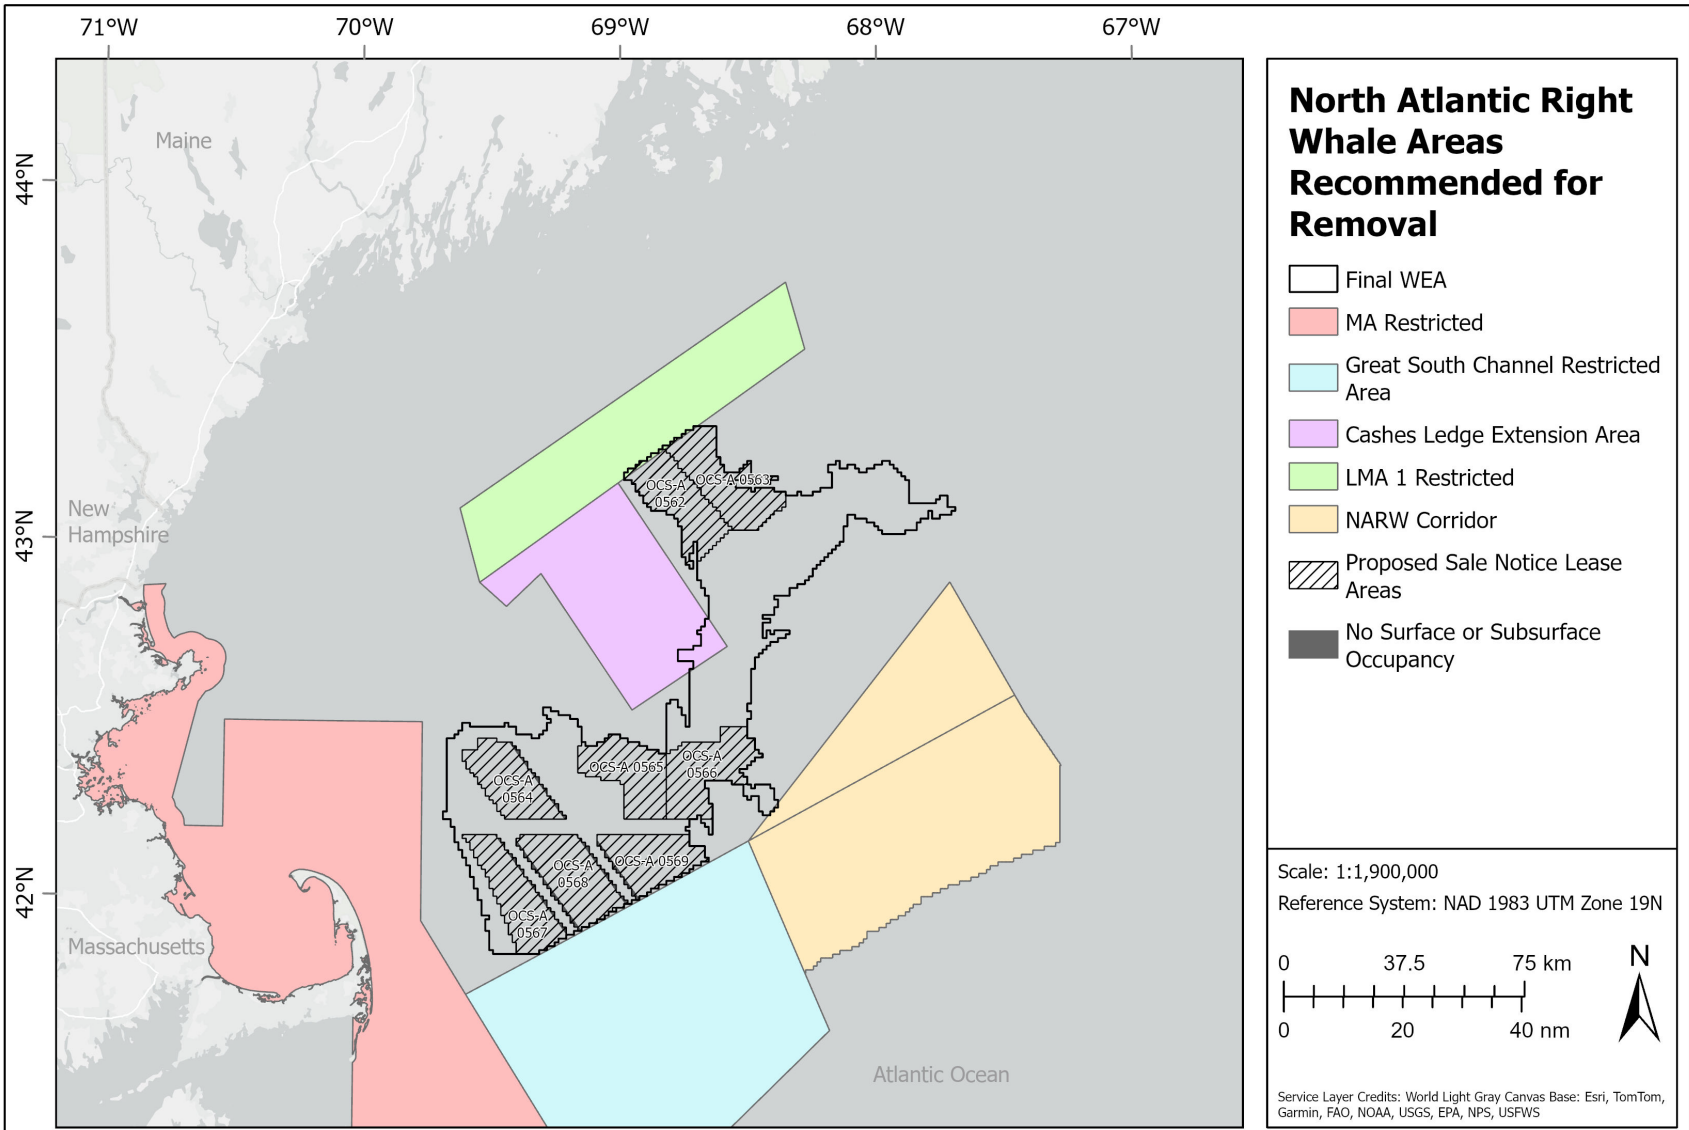 71°W 70°W 69°W 68°W 67°W
44°N
43°N
42°N
Maine
New
Hampshire
Massachusetts
Atlantic Ocean
OCS-A
0562
OCS-A 0563
OCS-A
0564
OCS-A 0565
OCS-A
0566
OCS-A
0567
OCS-A
0568
OCS-A 0569
North Atlantic Right
Whale Areas
Recommended for
Removal
Final WEA
MA Restricted
Great South Channel Restricted
Area
Cashes Ledge Extension Area
LMA 1 Restricted
NARW Corridor
Proposed Sale Notice Lease
Areas
No Surface or Subsurface
Occupancy
Scale: 1:1,900,000
Reference System: NAD 1983 UTM Zone 19N
0 37.5 75 km
0 20 40 nm
N
Service Layer Credits: World Light Gray Canvas Base: Esri, TomTom,
Garmin, FAO, NOAA, USGS, EPA, NPS, USFWS